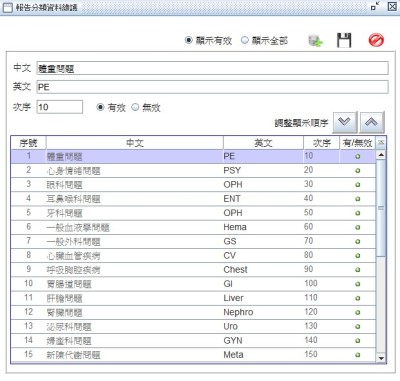 報告分類資料維護
顯示有效 顯示全部
中文 體重問題
英文 PE
次序 10 有效 無效
調整顯示順序
序號 中文 英文 次序 有/無效
1 體重問題 PE 10
2 心身情緒問題 PSY 20
3 眼科問題 OPH 30
4 耳鼻喉科問題 ENT 40
5 牙科問題 OPH 50
6 一般血液學問題 Hema 60
7 一般外科問題 GS 70
8 心臟血管疾病 CV 80
9 呼吸胸腔疾病 Chest 90
10 胃腸道問題 GI 100
11 肝膽問題 Liver 110
12 腎臟問題 Nephro 120
13 泌尿科問題 Uro 130
14 婦產科問題 GYN 140
15 新陳代謝問題 Meta 150